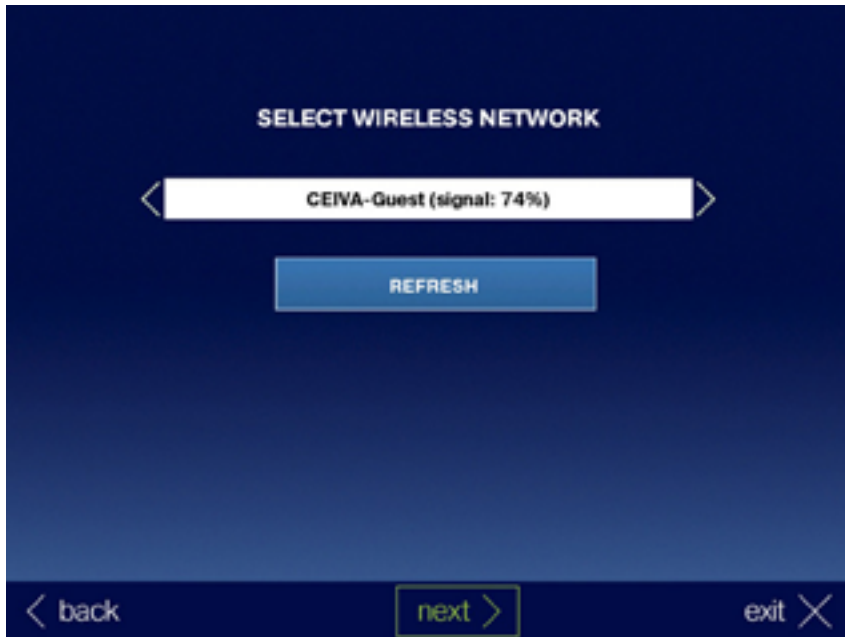 SELECT WIRELESS NETWORK
CEIVA-Guest (signal: 74%)
REFRESH
back
next
exit